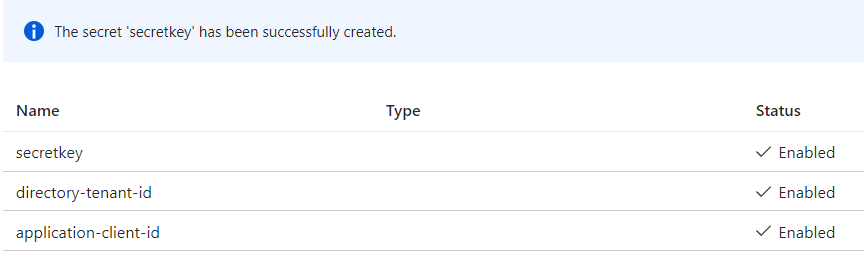 The secret 'secretkey' has been successfully created.
Name Type Status
secretkey Enabled
directory-tenant-id Enabled
application-client-id Enabled